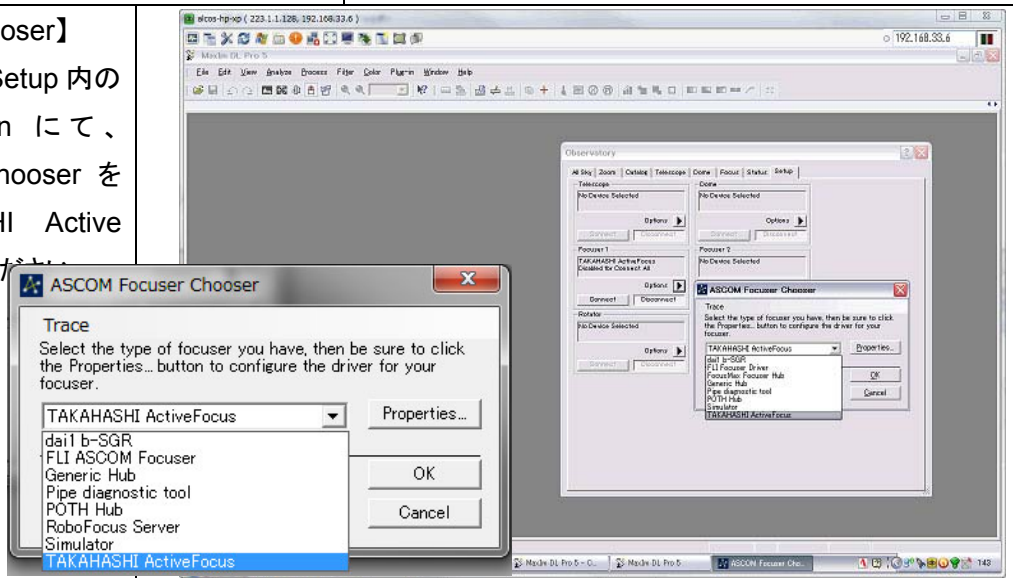 oser】
Setup 内の
n にて、
hooser を
HI Active
ださい
alcos-hp-xp ( 223.1.1.128, 192.168.33.6 )
192.168.33.6
MaxIm DL Pro 5
File Edit View Analyze Process Filter Color Plug-in Window Help
Observatory
All Sky Zoom Catalog Telescope Dome Focus Status Setup
Telescope
No Device Selected
Options
Connect Disconnect
Dome
No Device Selected
Options
Connect Disconnect
Focuser 1
TAKAHASHI ActiveFocus
Disabled for Connect All
Options
Connect Disconnect
Focuser 2
No Device Selected
Rotator
No Device Selected
Options
Connect Disconnect
ASCOM Focuser Chooser
Trace
Select the type of focuser you have, then be sure to click
the Properties... button to configure the driver for your
focuser.
TAKAHASHI ActiveFocus
Properties...
dai1 b-SGR
FLI Focuser Driver
FocusMax Focuser Hub
Generic Hub
Pipe diagnostic tool
POTH Hub
Simulator
TAKAHASHI ActiveFocus
OK
Cancel
ASCOM Focuser Chooser
Trace
Select the type of focuser you have, then be sure to click
the Properties... button to configure the driver for your
focuser.
TAKAHASHI ActiveFocus
Properties...
dai1 b-SGR
FLI ASCOM Focuser
Generic Hub
Pipe diagnostic tool
POTH Hub
RoboFocus Server
Simulator
TAKAHASHI ActiveFocus
OK
Cancel
MaxIm DL Pro 5 - C...
MaxIm DL Pro 5
ASCOM Focuser Cho...
1:43